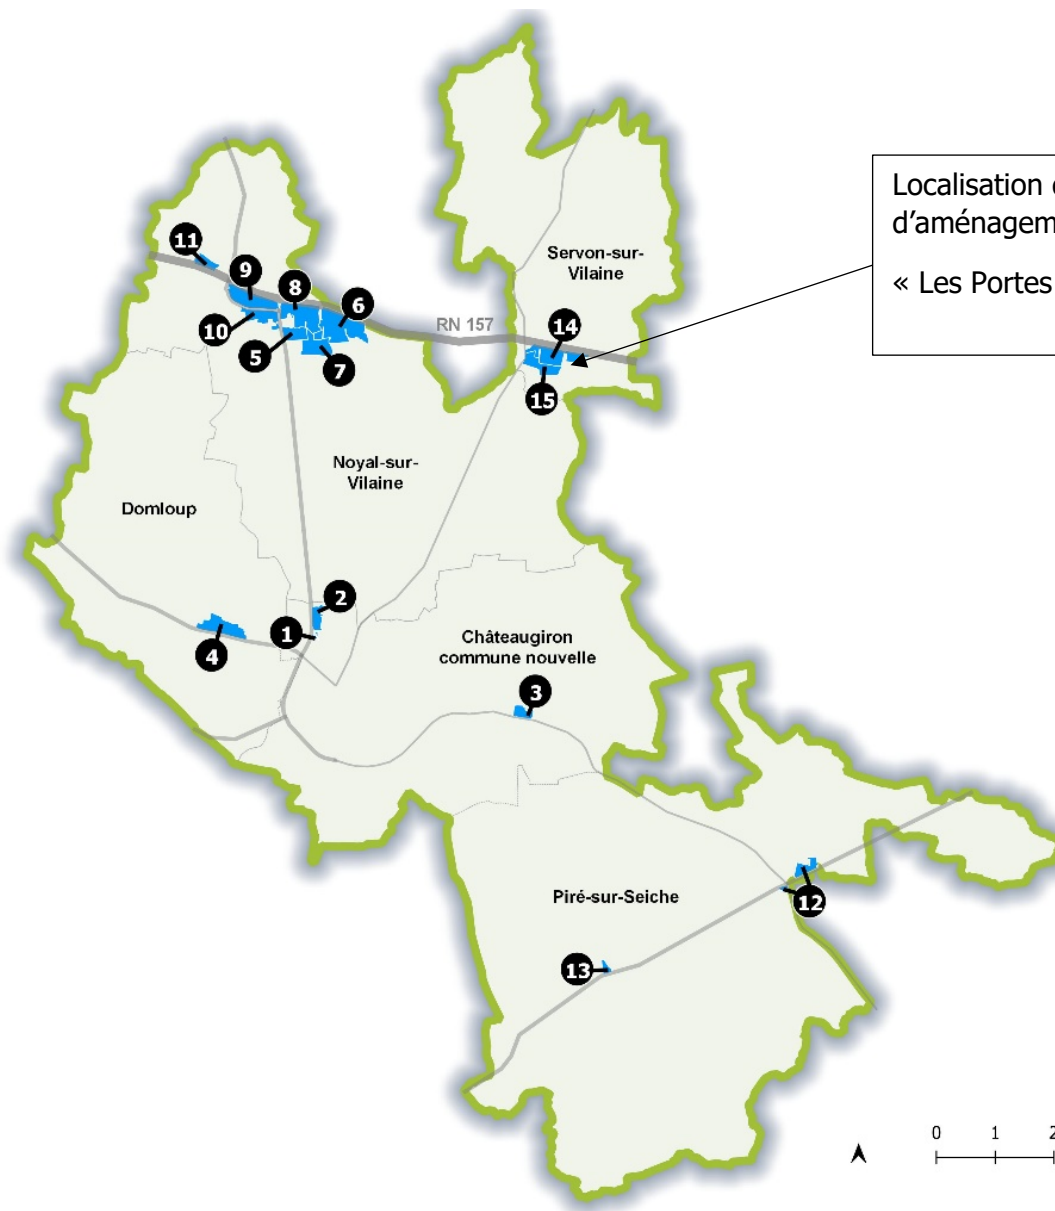 Localisation
d'aménagem
« Les Portes
Servon-sur-
Vilaine
11
9
8
6
RN 157
14
10
5
7
15
Noyal-sur-
Vilaine
Domloup
2
1
4
Châteaugiron
commune nouvelle
3
Piré-sur-Seiche
12
13
0 1 2